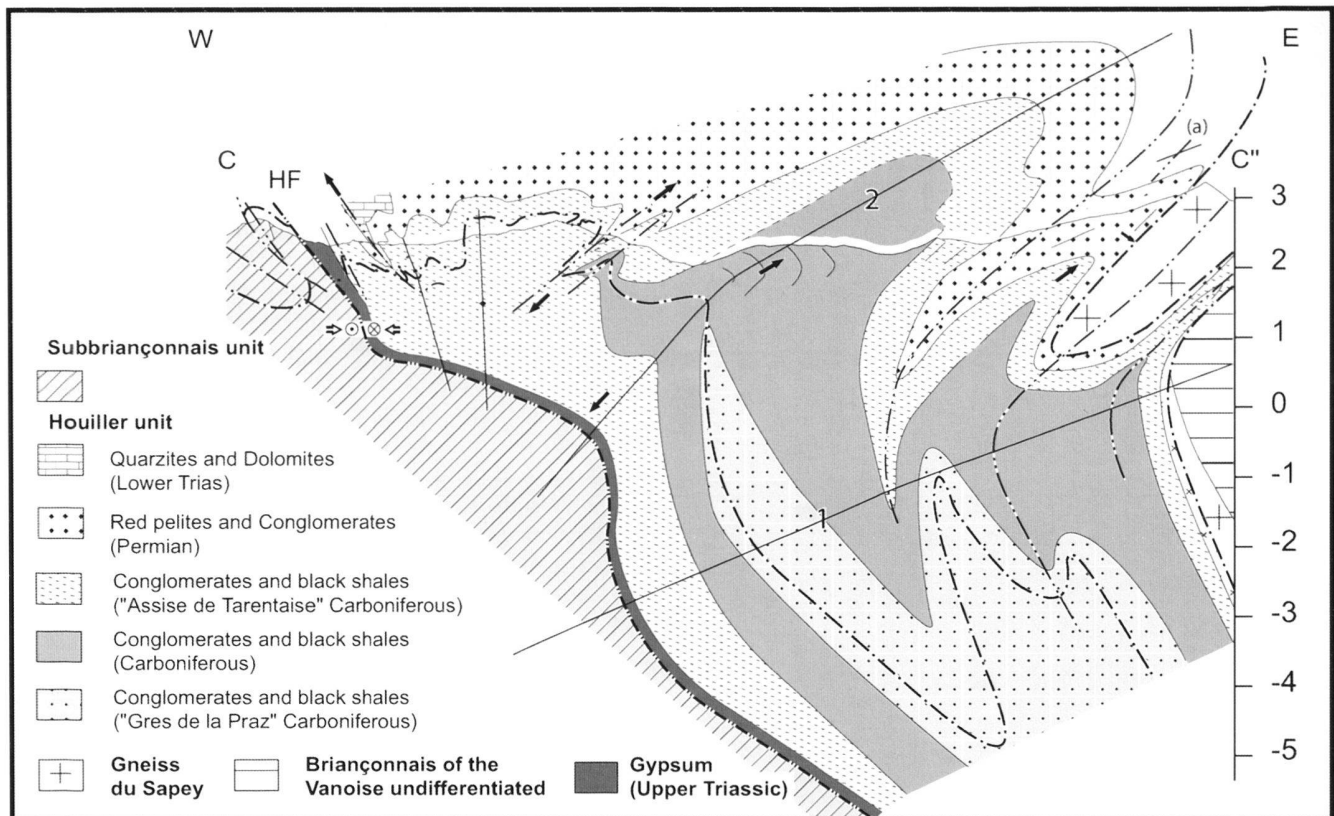 W
E
(a)
C
HF
C"
2
1
3
2
1
0
-1
-2
-3
-4
-5
Subbriançonnais unit
Houiller unit
Quarzites and Dolomites
(Lower Trias)
Red pelites and Conglomerates
(Permian)
Conglomerates and black shales
("Assise de Tarentaise" Carboniferous)
Conglomerates and black shales
(Carboniferous)
Conglomerates and black shales
("Gres de la Praz" Carboniferous)
Gneiss
du Sapey
Briançonnais of the
Vanoise undifferentiated
Gypsum
(Upper Triassic)